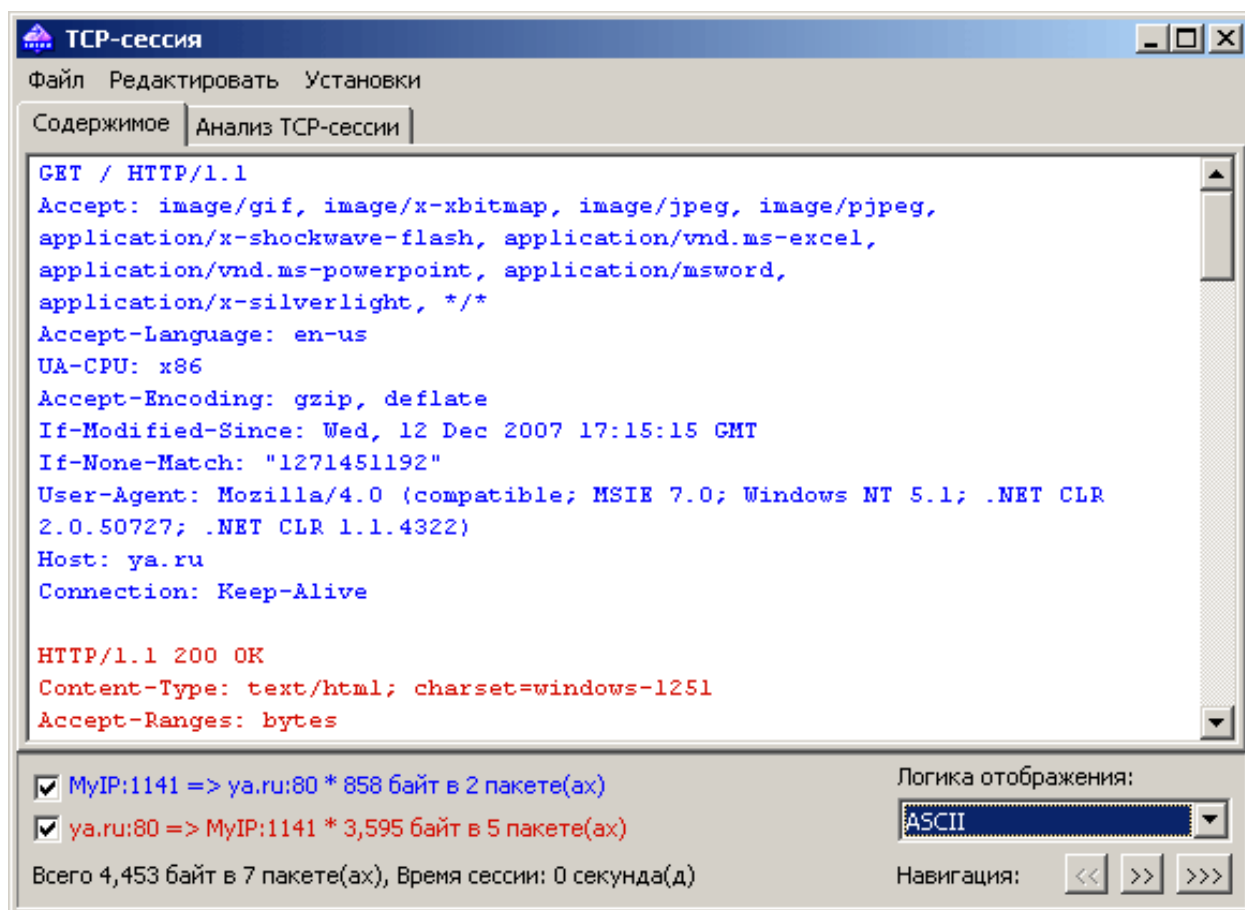 TCP-сессия
Файл Редактировать Установки
Содержимое Анализ TCP-сессии
GET / HTTP/1.1
Accept: image/gif, image/x-xbitmap, image/jpeg, image/pjpeg,
application/x-shockwave-flash, application/vnd.ms-excel,
application/vnd.ms-powerpoint, application/msword,
application/x-silverlight, */*
Accept-Language: en-us
UA-CPU: x86
Accept-Encoding: gzip, deflate
If-Modified-Since: Wed, 12 Dec 2007 17:15:15 GMT
If-None-Match: "1271451192"
User-Agent: Mozilla/4.0 (compatible; MSIE 7.0; Windows NT 5.1; .NET CLR
2.0.50727; .NET CLR 1.1.4322)
Host: ya.ru
Connection: Keep-Alive
HTTP/1.1 200 OK
Content-Type: text/html; charset=windows-1251
Accept-Ranges: bytes
MyIP:1141 => ya.ru:80 * 858 байт в 2 пакете(ах)
ya.ru:80 => MyIP:1141 * 3,595 байт в 5 пакете(ах)
Всего 4,453 байт в 7 пакете(ах), Время сессии: 0 секунда(д)
Логика отображения:
ASCII
Навигация: << >> >>>